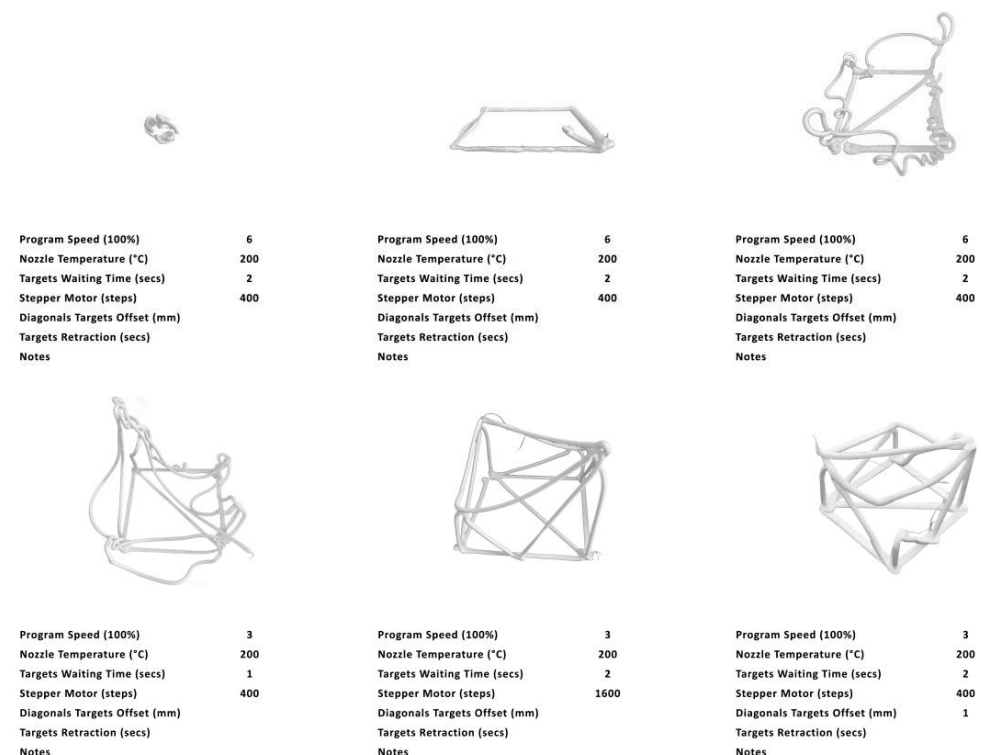 Program Speed (100%) 6
Nozzle Temperature (°C) 200
Targets Waiting Time (secs) 2
Stepper Motor (steps) 400
Diagonals Targets Offset (mm)
Targets Retraction (secs)
Notes
Program Speed (100%) 6
Nozzle Temperature (°C) 200
Targets Waiting Time (secs) 2
Stepper Motor (steps) 400
Diagonals Targets Offset (mm)
Targets Retraction (secs)
Notes
Program Speed (100%) 6
Nozzle Temperature (°C) 200
Targets Waiting Time (secs) 2
Stepper Motor (steps) 400
Diagonals Targets Offset (mm)
Targets Retraction (secs)
Notes
Program Speed (100%) 3
Nozzle Temperature (°C) 200
Targets Waiting Time (secs) 1
Stepper Motor (steps) 400
Diagonals Targets Offset (mm)
Targets Retraction (secs)
Notes
Program Speed (100%) 3
Nozzle Temperature (°C) 200
Targets Waiting Time (secs) 2
Stepper Motor (steps) 1600
Diagonals Targets Offset (mm)
Targets Retraction (secs)
Notes
Program Speed (100%) 3
Nozzle Temperature (°C) 200
Targets Waiting Time (secs) 2
Stepper Motor (steps) 400
Diagonals Targets Offset (mm) 1
Targets Retraction (secs)
Notes